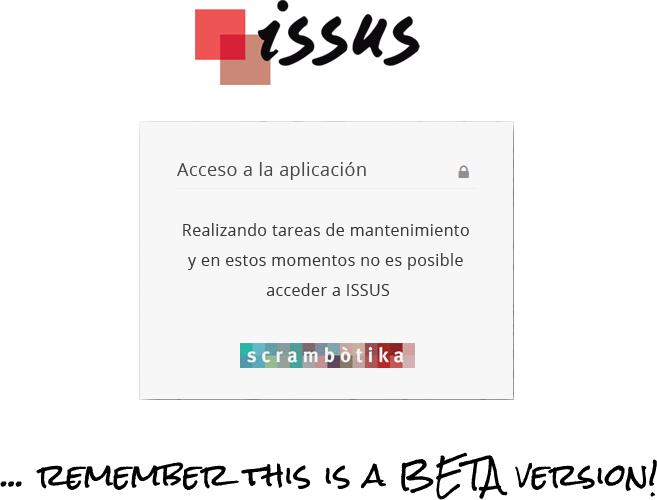 issus
Acceso a la aplicación
Realizando tareas de mantenimiento
y en estos momentos no es posible
acceder a ISSUS
scrambòtika
... REMEMBER THIS IS A BETA VERSION!